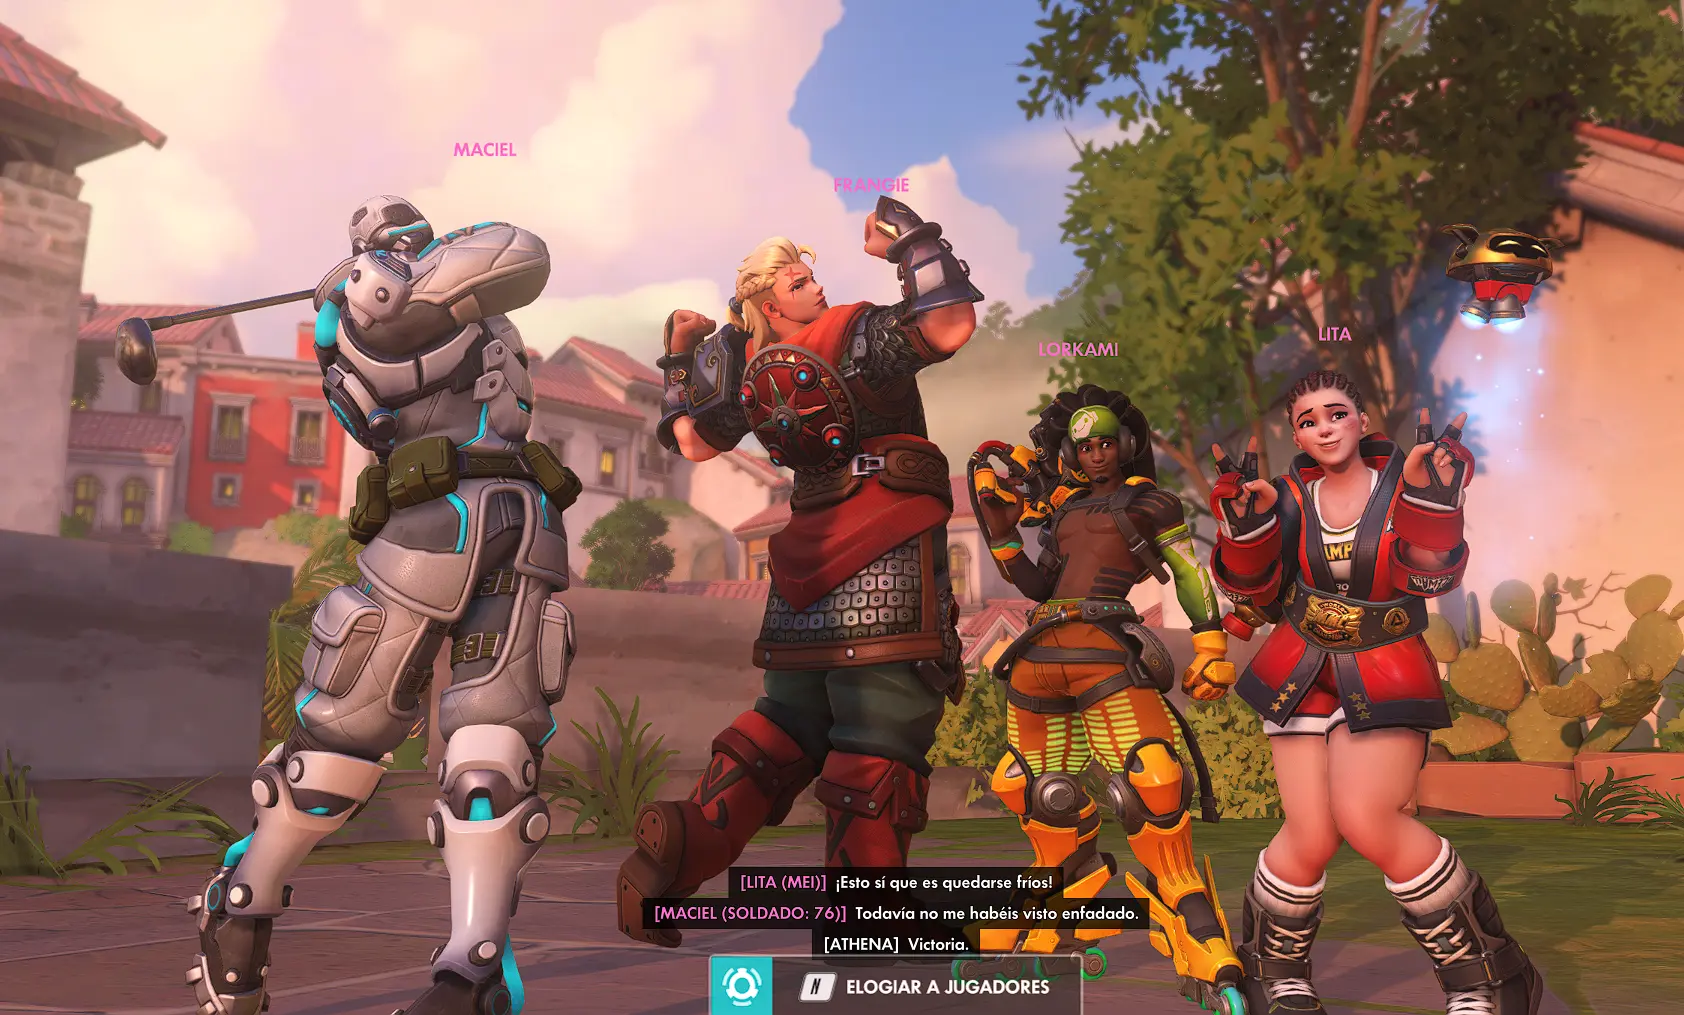 MACIEL
FRANGIE
LORKAMI
LITA
[LITA (MEI)] ¡Esto sí que es quedarse fríos!
[MACIEL (SOLDADO: 76)] Todavía no me habéis visto enfadado.
[ATHENA] Victoria.
N ELOGIAR A JUGADORES